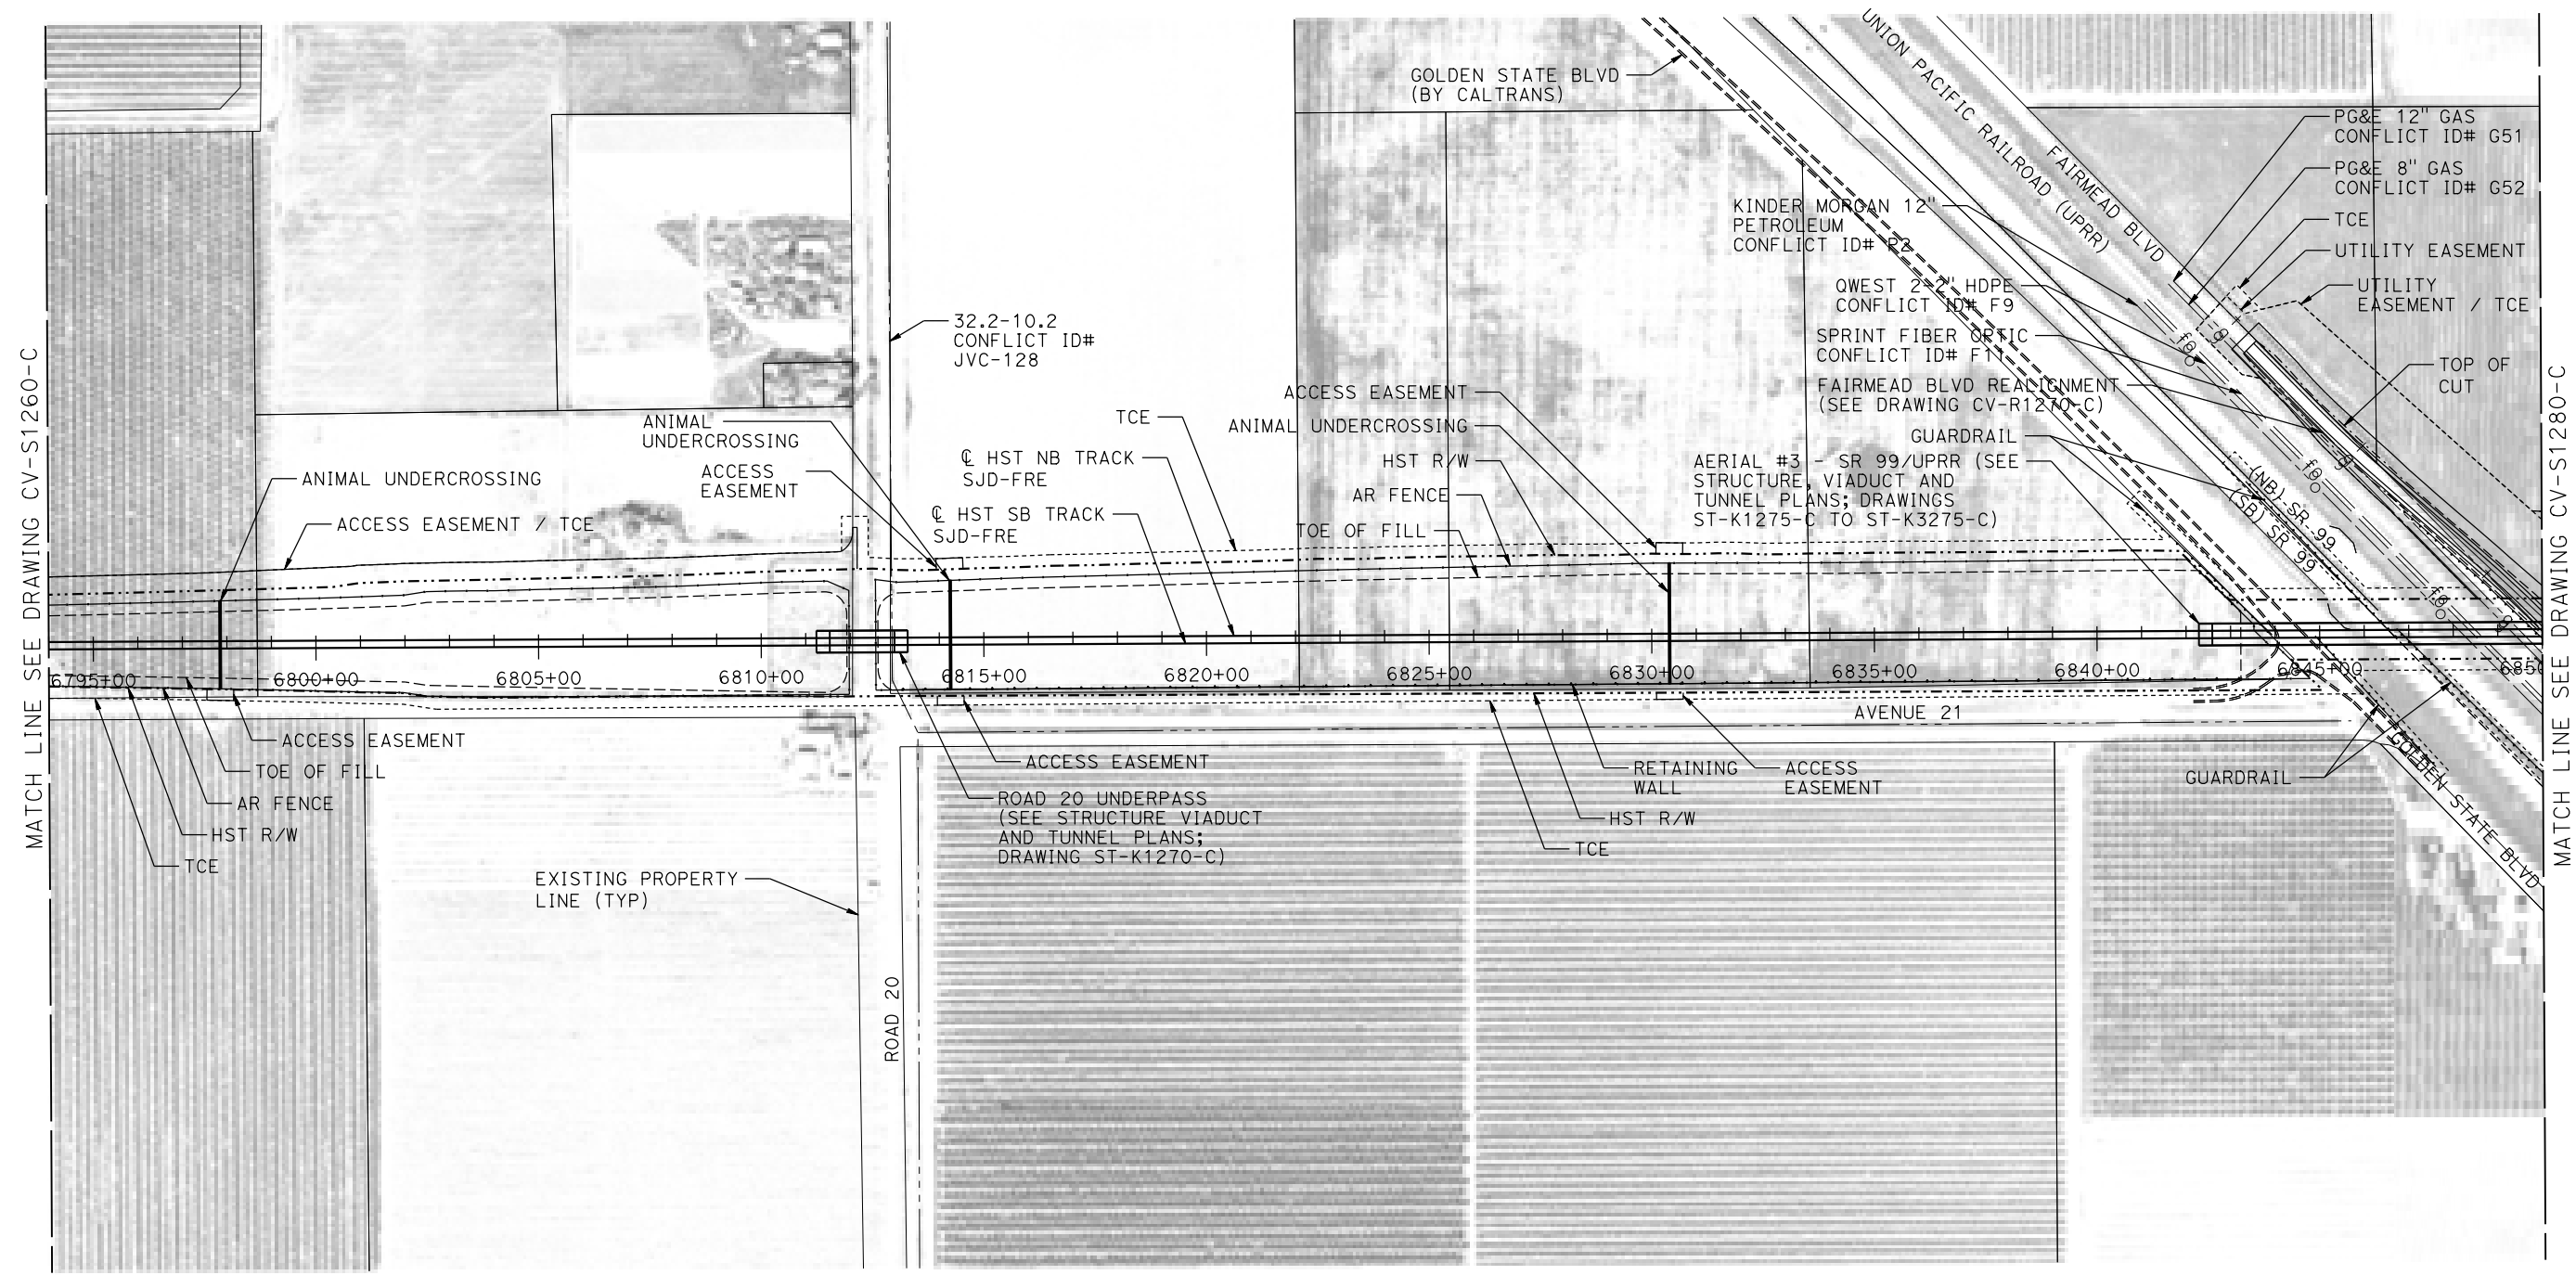 MATCH LINE SEE DRAWING CV-S1260-C
UNION PACIFIC RAILROAD (UPRR)
FAIRMEAD BLVD
GOLDEN STATE BLVD
(BY CALTRANS)
PG&E 12" GAS
CONFLICT ID# G51
PG&E 8" GAS
CONFLICT ID# G52
TCE
UTILITY EASEMENT
UTILITY
EASEMENT / TCE
TOP OF
CUT
KINDER MORGAN 12"
PETROLEUM
CONFLICT ID# P2
QWEST 2-2" HDPE
CONFLICT ID# F9
SPRINT FIBER OPTIC
CONFLICT ID# F11
FAIRMEAD BLVD REALIGNMENT
(SEE DRAWING CV-R1270-C)
GUARDRAIL
AERIAL #3 - SR 99/UPRR (SEE
STRUCTURE, VIADUCT AND
TUNNEL PLANS; DRAWINGS
ST-K1275-C TO ST-K3275-C)
(NB) SR 99
(SB) SR 99
32.2-10.2
CONFLICT ID#
JVC-128
ANIMAL
UNDERCROSSING
ACCESS
EASEMENT
ANIMAL UNDERCROSSING
ACCESS EASEMENT / TCE
TCE
℄ HST NB TRACK
SJD-FRE
℄ HST SB TRACK
SJD-FRE
ACCESS EASEMENT
ANIMAL UNDERCROSSING
HST R/W
AR FENCE
TOE OF FILL
6795+00
6800+00
6805+00
6810+00
6815+00
6820+00
6825+00
6830+00
6835+00
6840+00
6845+00
6850
AVENUE 21
ACCESS EASEMENT
TOE OF FILL
AR FENCE
HST R/W
TCE
ACCESS EASEMENT
ROAD 20 UNDERPASS
(SEE STRUCTURE VIADUCT
AND TUNNEL PLANS;
DRAWING ST-K1270-C)
EXISTING PROPERTY
LINE (TYP)
ROAD 20
RETAINING
WALL
HST R/W
TCE
ACCESS
EASEMENT
GUARDRAIL
GOLDEN STATE BLVD
MATCH LINE SEE DRAWING CV-S1280-C